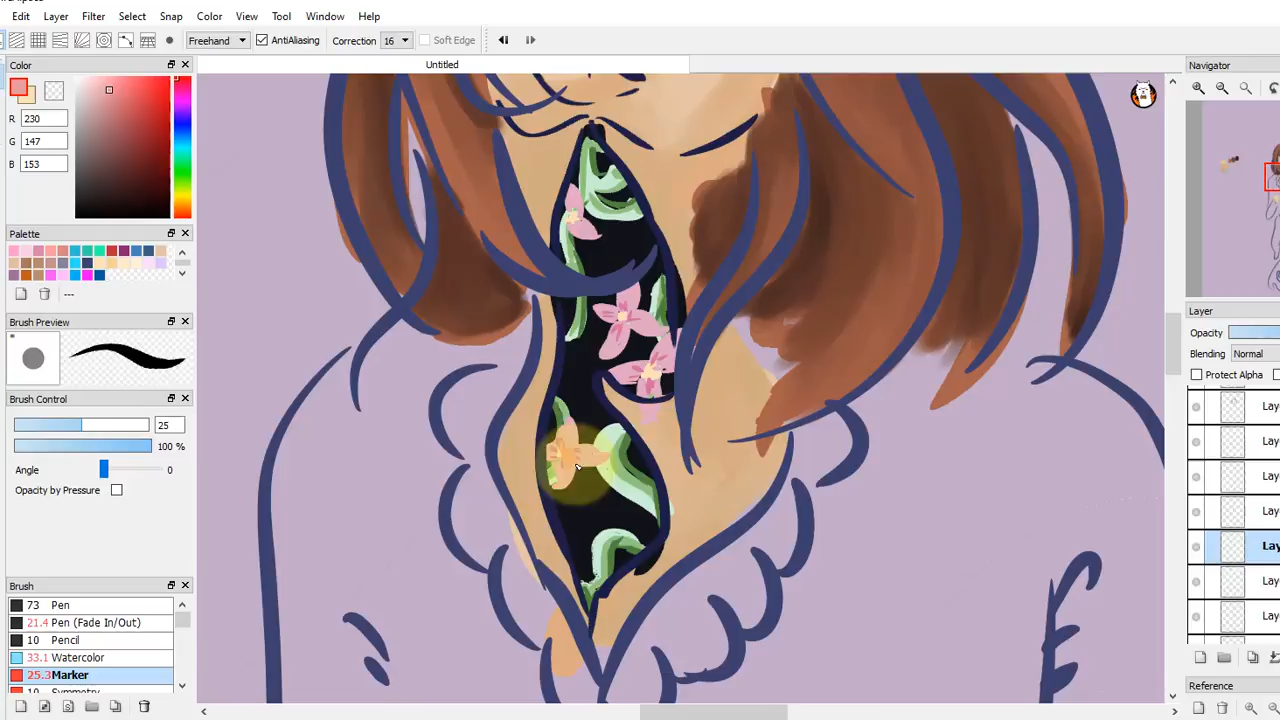 Edit Layer Filter Select Snap Color View Tool Window Help
Freehand AntiAliasing Correction 16 Soft Edge
Color
Untitled
Navigator
R 230
G 147
B 153
Palette
---
Brush Preview
Layer
Opacity
Blending Normal
Protect Alpha
Brush Control
25
100 %
Angle 0
Opacity by Pressure
Brush
73 Pen
21.4 Pen (Fade In/Out)
10 Pencil
33.1 Watercolor
25.3 Marker
10 Symmetry
Reference